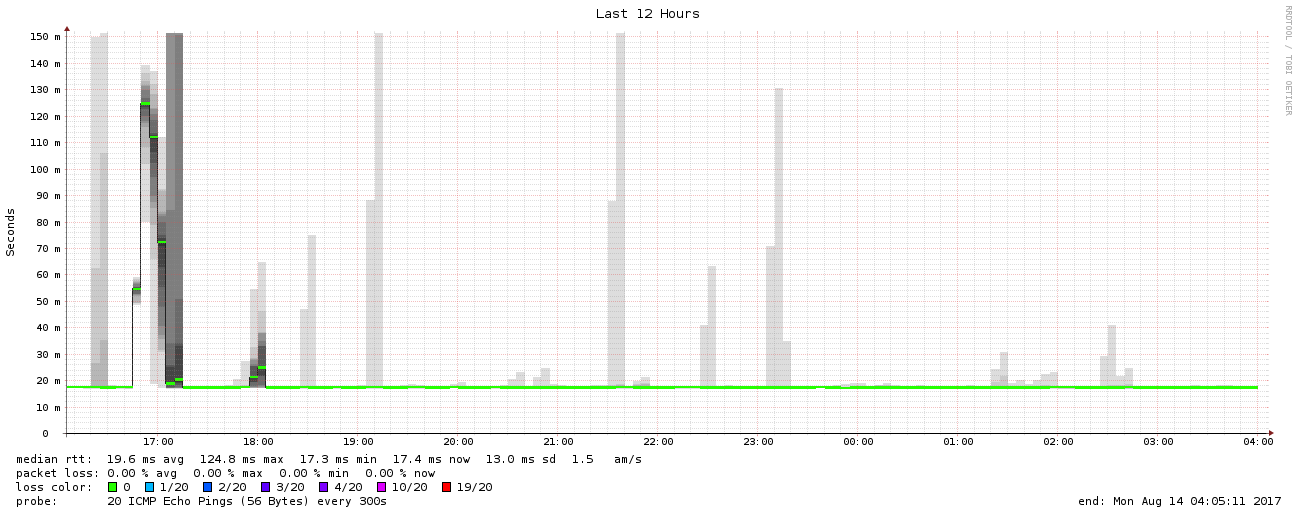 Last 12 Hours
RRDTOOL / TOBI OETIKER
Seconds
150 m
140 m
130 m
120 m
110 m
100 m
90 m
80 m
70 m
60 m
50 m
40 m
30 m
20 m
10 m
0
17:00 18:00 19:00 20:00 21:00 22:00 23:00 00:00 01:00 02:00 03:00 04:00
median rtt: 19.6 ms avg 124.8 ms max 17.3 ms min 17.4 ms now 13.0 ms sd 1.5 am/s
packet loss: 0.00 % avg 0.00 % max 0.00 % min 0.00 % now
loss color: 0 1/20 2/20 3/20 4/20 10/20 19/20
probe: 20 ICMP Echo Pings (56 Bytes) every 300s end: Mon Aug 14 04:05:11 2017